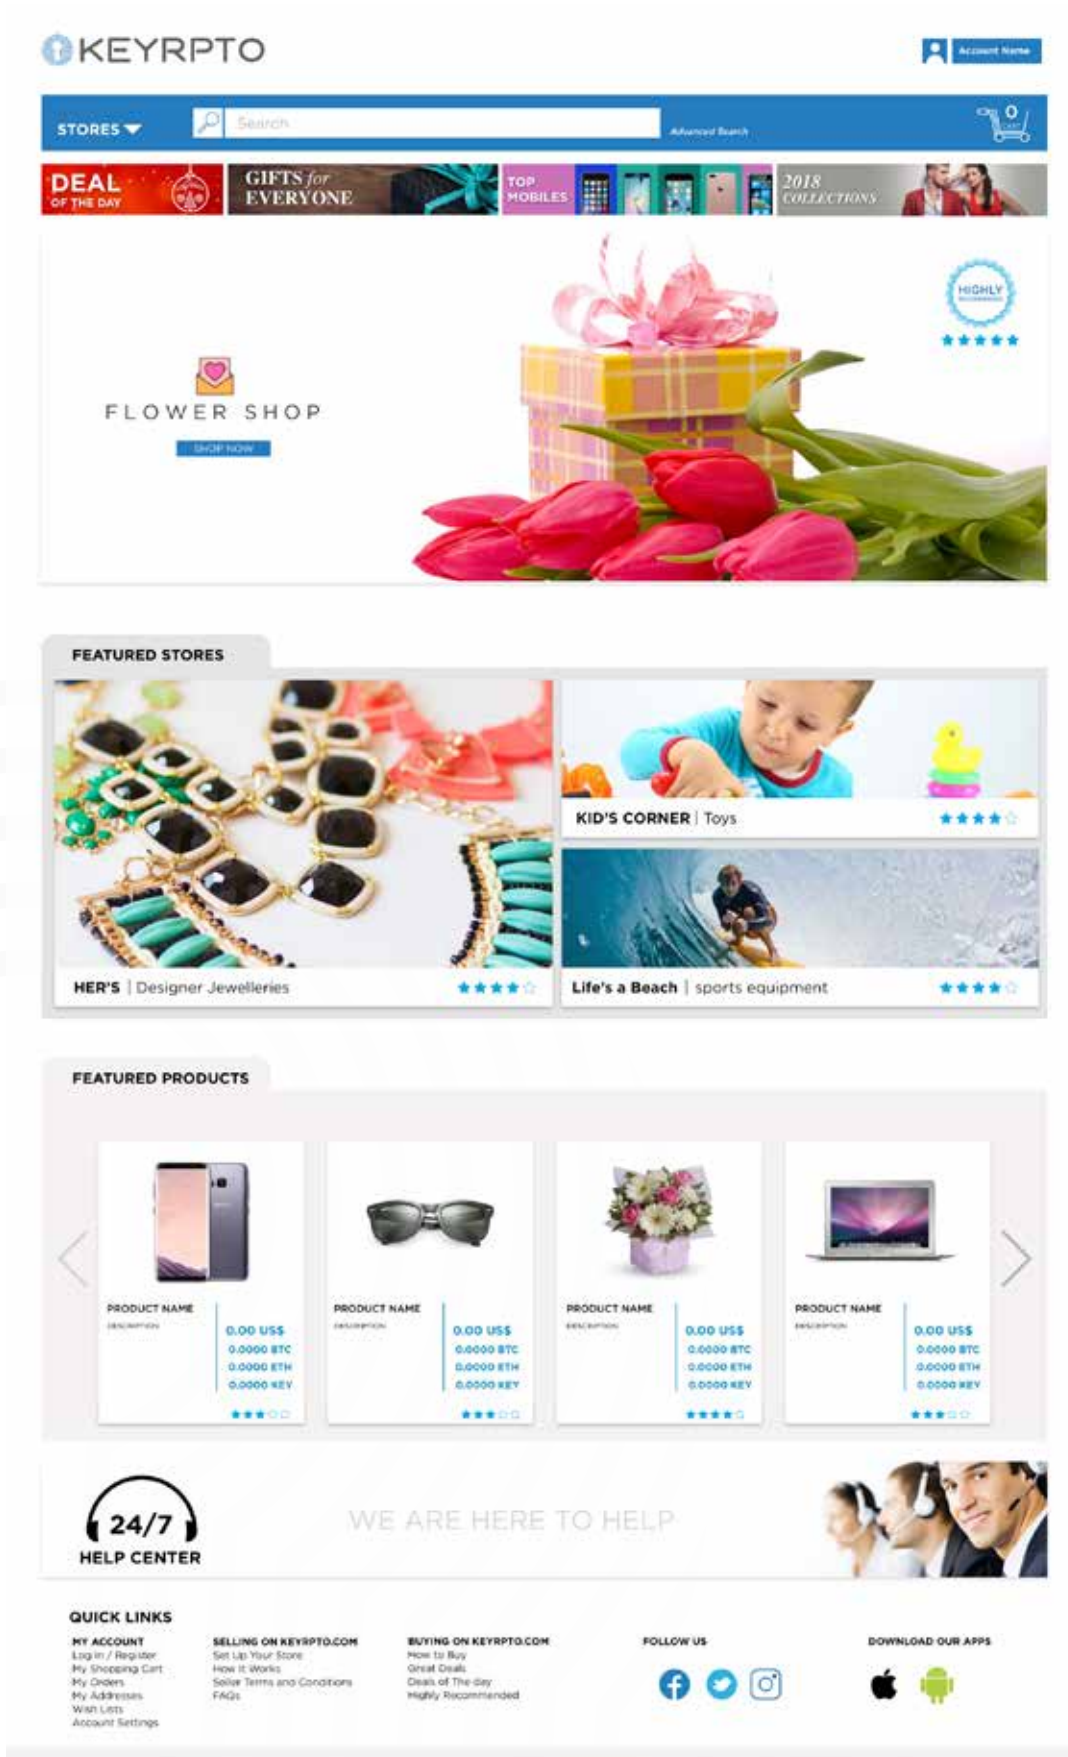 KEYRPTO
Account Name
STORES
Search
Advanced Search
0
CART
DEAL
OF THE DAY
GIFTS for
EVERYONE
TOP
MOBILES
2018
COLLECTIONS
HIGHLY
RECOMMENDED
FLOWER SHOP
SHOP NOW
FEATURED STORES
KID'S CORNER | Toys
HER'S | Designer Jewelleries
Life's a Beach | sports equipment
FEATURED PRODUCTS
PRODUCT NAME
DESCRIPTION
0.00 US$
0.0000 BTC
0.0000 ETH
0.0000 KEY
PRODUCT NAME
DESCRIPTION
0.00 US$
0.0000 BTC
0.0000 ETH
0.0000 KEY
PRODUCT NAME
DESCRIPTION
0.00 US$
0.0000 BTC
0.0000 ETH
0.0000 KEY
PRODUCT NAME
DESCRIPTION
0.00 US$
0.0000 BTC
0.0000 ETH
0.0000 KEY
24/7
HELP CENTER
WE ARE HERE TO HELP
QUICK LINKS
MY ACCOUNT
Log in / Register
My Shopping Cart
My Orders
My Addresses
Wish Lists
Account Settings
SELLING ON KEYRPTO.COM
Set Up Your Store
How It Works
Seller Terms and Conditions
FAQs
BUYING ON KEYRPTO.COM
How to Buy
Great Deals
Deals of The day
Highly Recommended
FOLLOW US
DOWNLOAD OUR APPS